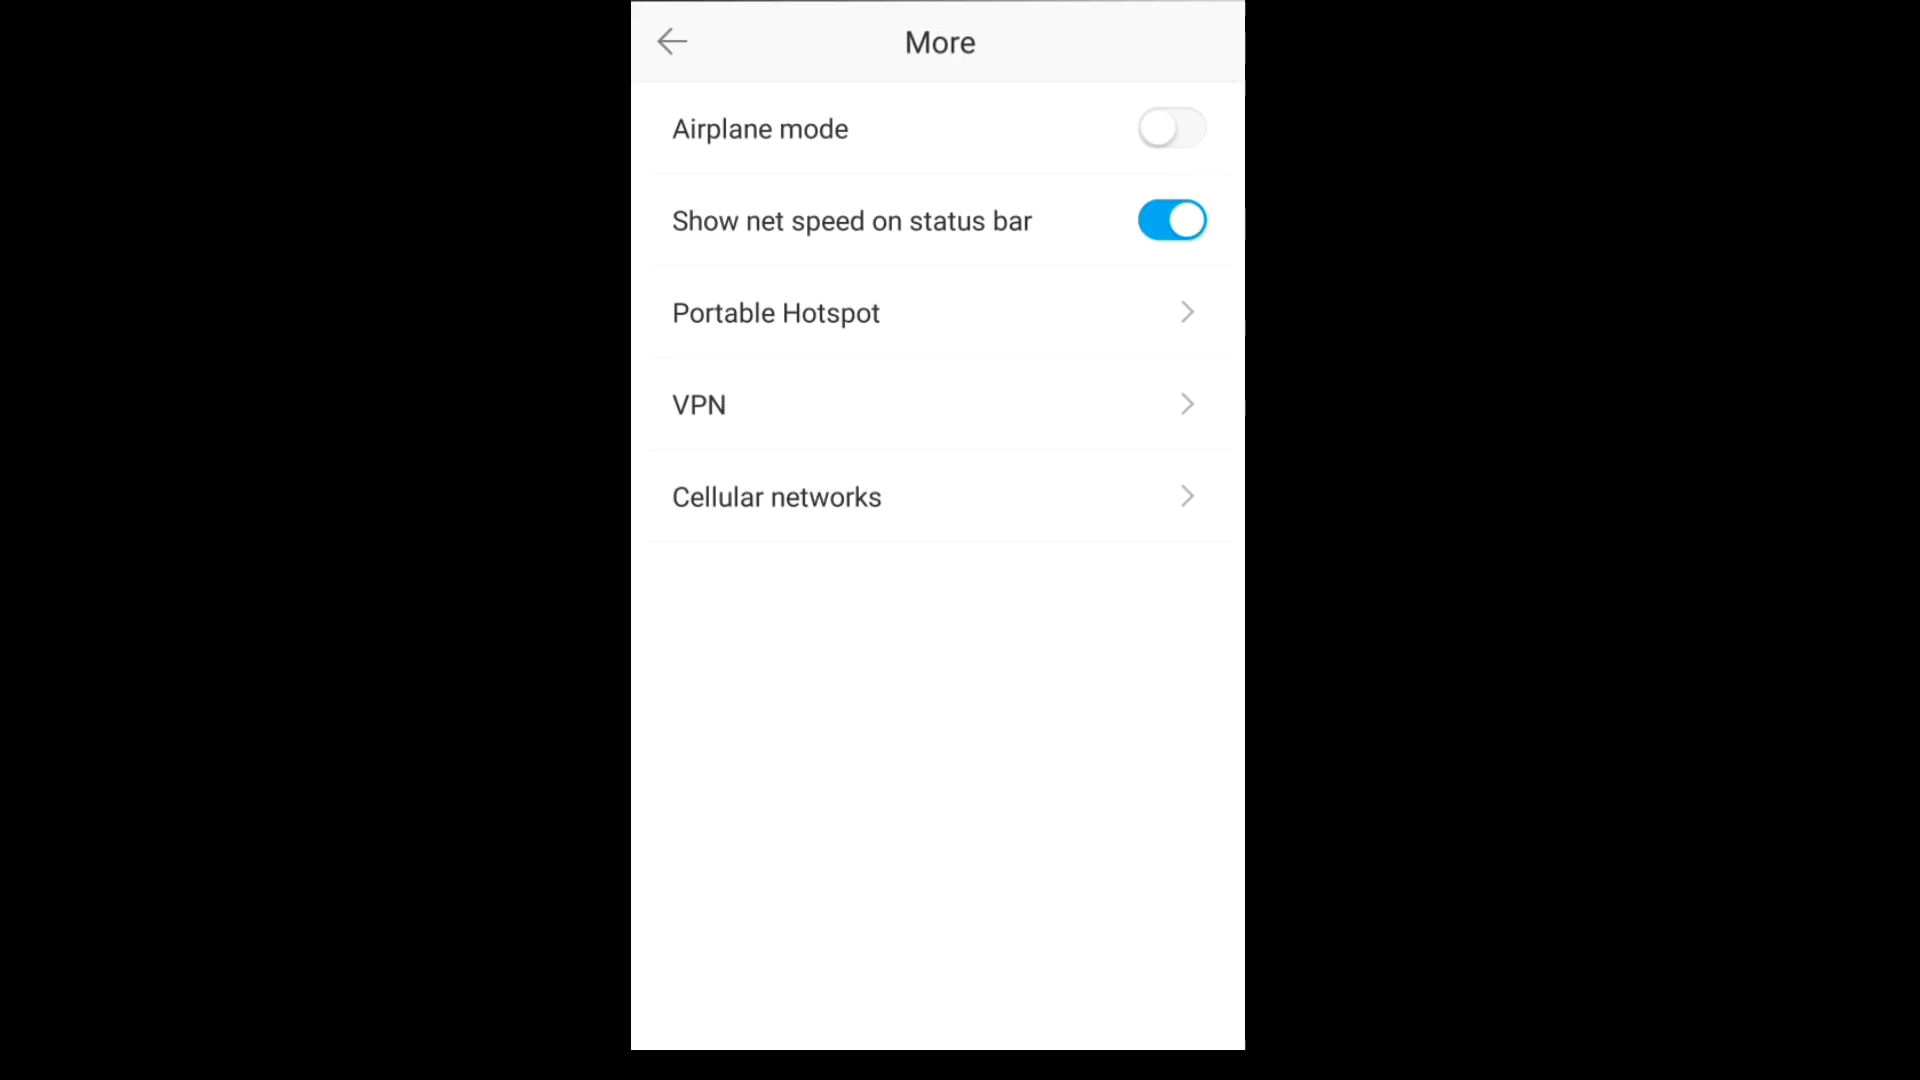 More
Airplane mode
Show net speed on status bar
Portable Hotspot
VPN
Cellular networks